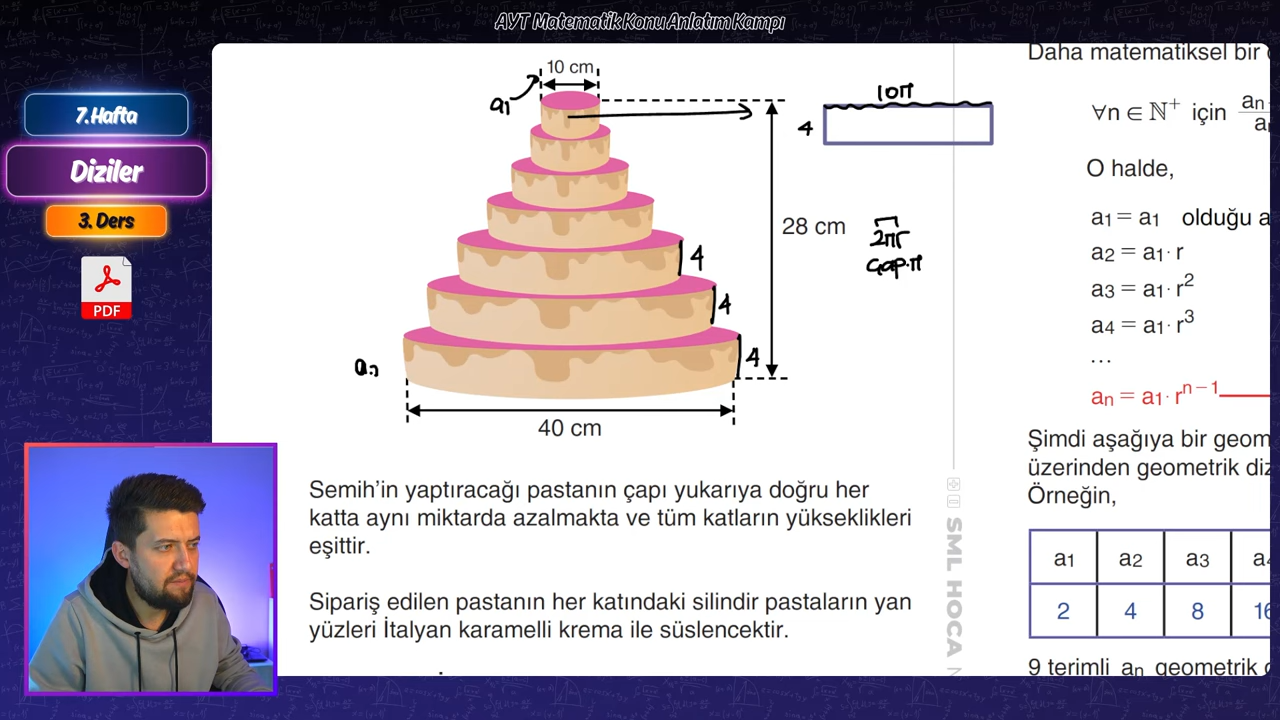 AYT Matematik Konu Anlatım Kampı
7. Hafta
Diziler
3. Ders
PDF
10 cm
a₁
10π
4
28 cm
2πr
çap.π
4
4
4
a₇
40 cm
Semih’in yaptıracağı pastanın çapı yukarıya doğru her
katta aynı miktarda azalmakta ve tüm katların yükseklikleri
eşittir.
Sipariş edilen pastanın her katındaki silindir pastaların yan
yüzleri İtalyan karamelli krema ile süslencektir.
SML HOCA
Daha matematiksel bir
∀n ∈ ℕ⁺ için
O halde,
a₁ = a₁ olduğu
a₂ = a₁· r
a₃ = a₁· r²
a₄ = a₁· r³
...
aₙ = a₁· rⁿ⁻¹
Şimdi aşağıya bir
üzerinden geometrik
Örneğin,
a₁ a₂ a₃
2 4 8 16
9 terimli aₙ geometrik